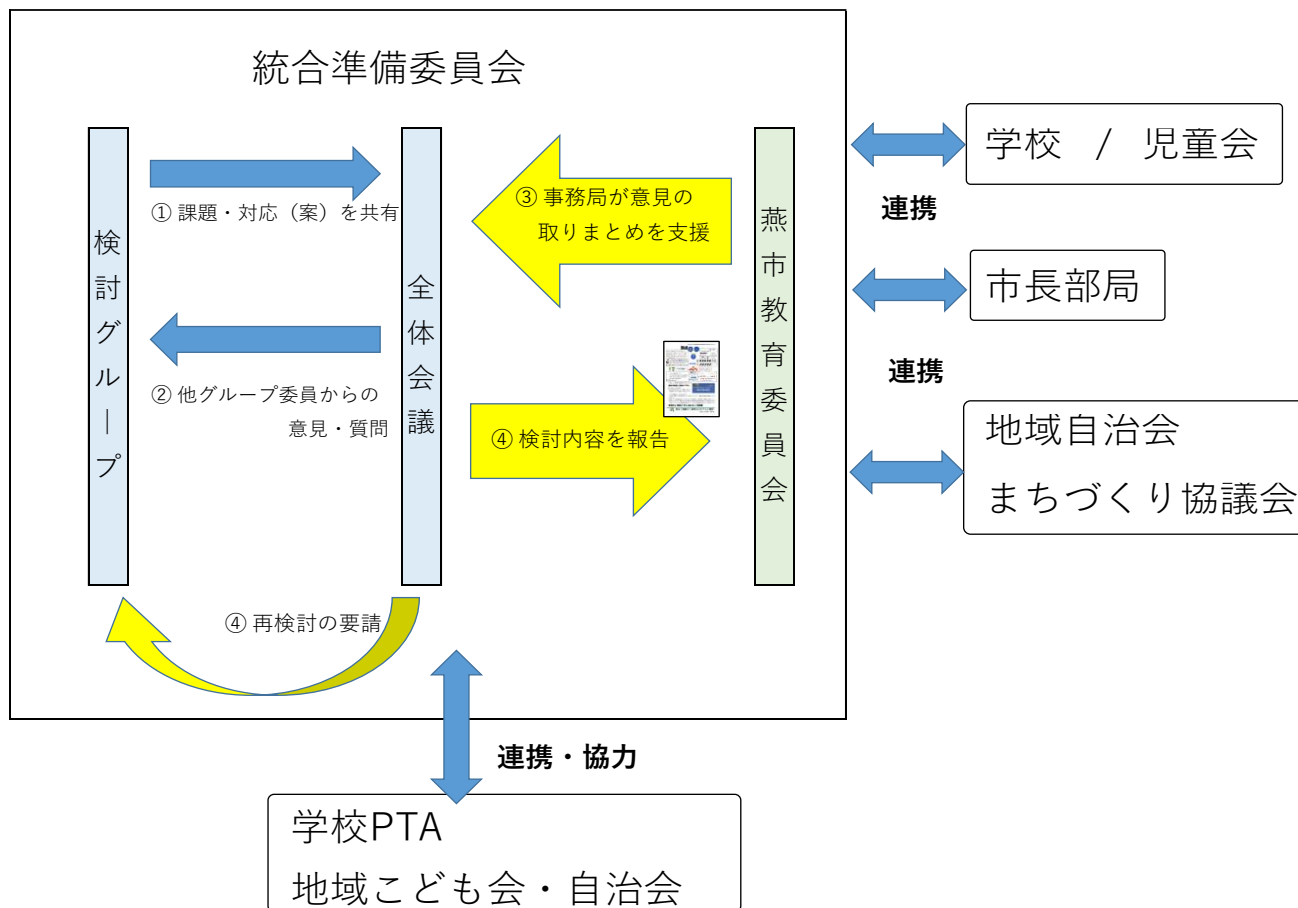 統合準備委員会
検討グループ
① 課題・対応（案）を共有
② 他グループ委員からの
意見・質問
全体会議
③ 事務局が意見の
取りまとめを支援
④ 検討内容を報告
④ 再検討の要請
燕市教育委員会
学校 / 児童会
連携
市長部局
連携
地域自治会
まちづくり協議会
連携・協力
学校PTA
地域こども会・自治会